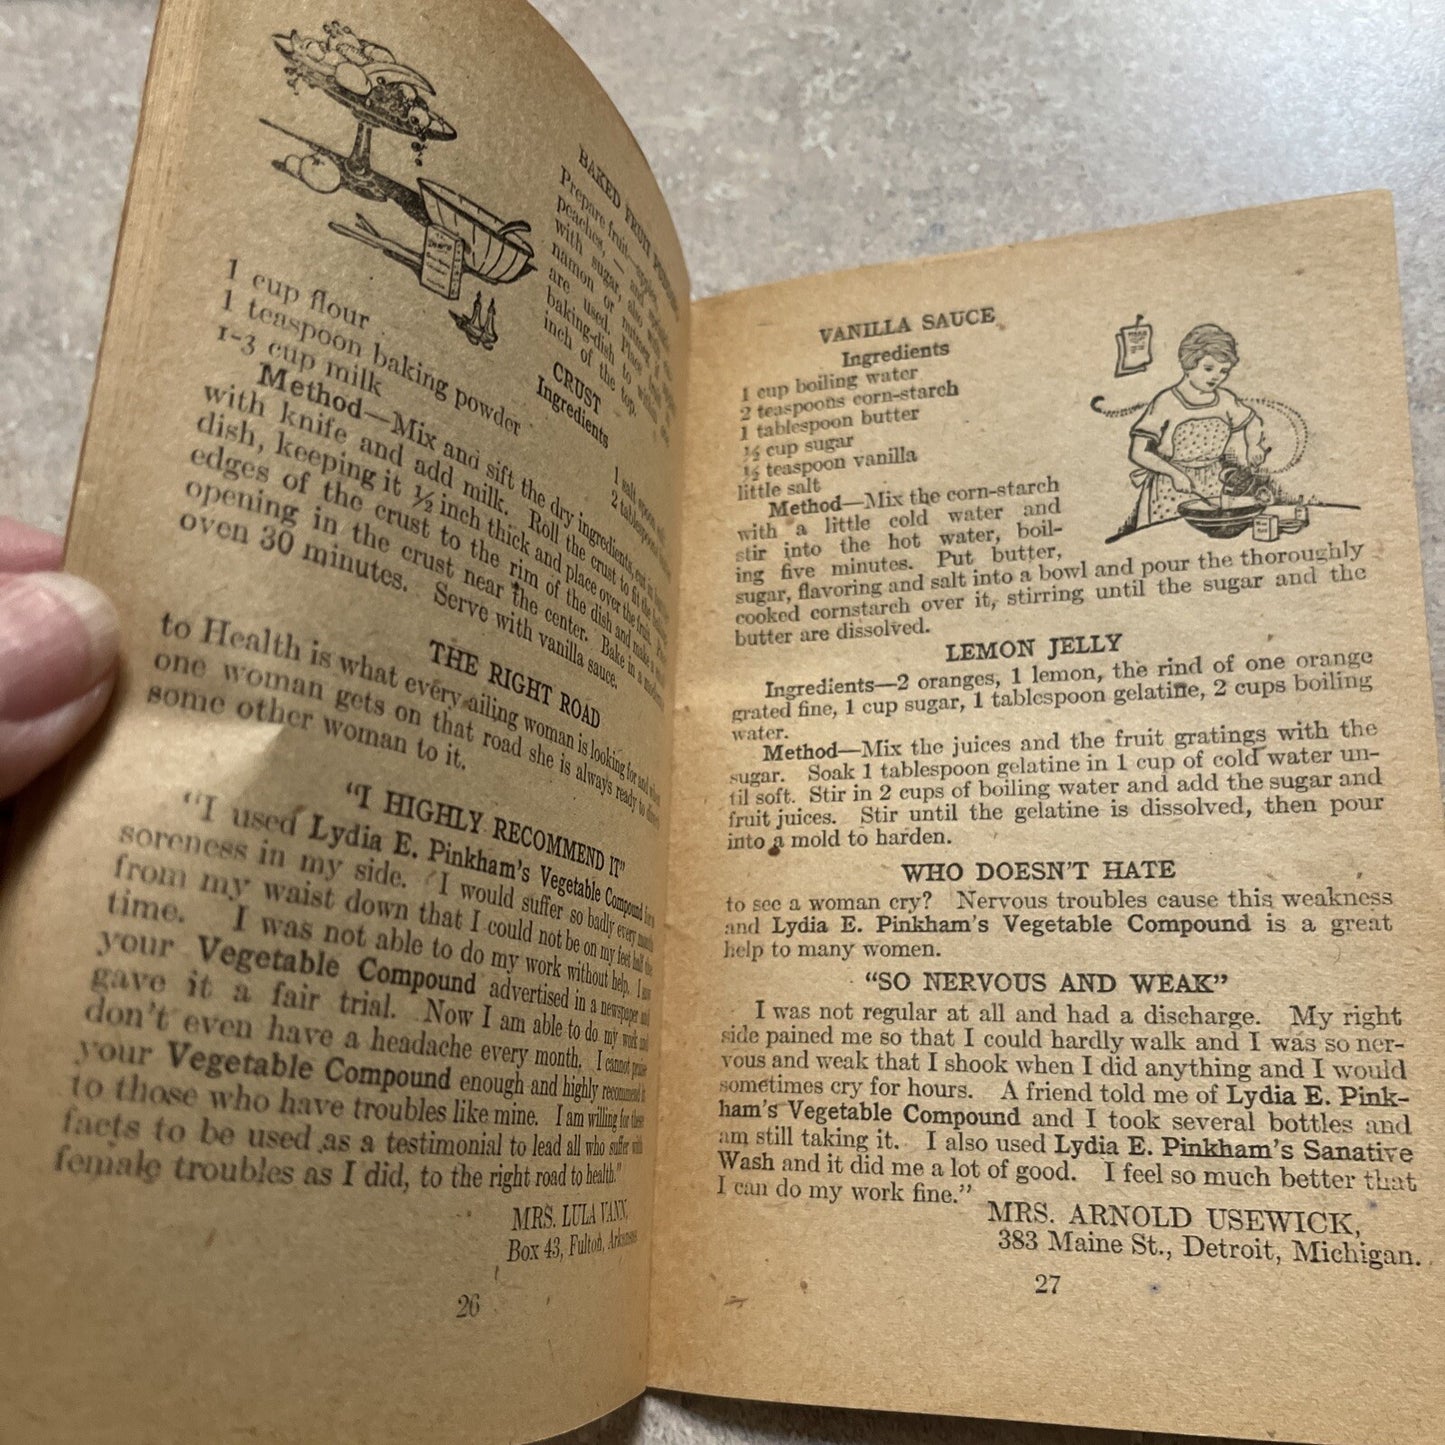 BAKED FRUIT
Prepare fruit—apples,
peaches,
with sugar, also
namon or nutmeg,
are used. Place
baking-dish to within
inch of the top.
CRUST
Ingredients
1 cup flour
1 teaspoon baking powder
1-3 cup milk
1 salt spoon
2 tablespoons
Method—Mix and sift the dry ingredients, cut in
with knife and add milk. Roll the crust to fit the baking
dish, keeping it ½ inch thick and place over the fruit.
edges of the crust to the rim of the dish and make a
opening in the crust near the center. Bake in a moderate
oven 30 minutes. Serve with vanilla sauce.
THE RIGHT ROAD
to Health is what every ailing woman is looking for and when
one woman gets on that road she is always ready to direct
some other woman to it.
"I HIGHLY RECOMMEND IT"
"I used Lydia E. Pinkham's Vegetable Compound for a
soreness in my side. I would suffer so badly every month
from my waist down that I could not be on my feet half the
time. I was not able to do my work without help. I saw
your Vegetable Compound advertised in a newspaper and
gave it a fair trial. Now I am able to do my work and
don't even have a headache every month. I cannot praise
your Vegetable Compound enough and highly recommend it
to those who have troubles like mine. I am willing for these
facts to be used as a testimonial to lead all who suffer with
female troubles as I did, to the right road to health."
MRS. LULA VANN,
Box 43, Fulton, Arkansas
26
VANILLA SAUCE
Ingredients
1 cup boiling water
2 teaspoons corn-starch
1 tablespoon butter
½ cup sugar
½ teaspoon vanilla
little salt
Method—Mix the corn-starch
with a little cold water and
stir into the hot water, boil-
ing five minutes. Put butter,
sugar, flavoring and salt into a bowl and pour the thoroughly
cooked cornstarch over it, stirring until the sugar and the
butter are dissolved.
LEMON JELLY
Ingredients—2 oranges, 1 lemon, the rind of one orange
grated fine, 1 cup sugar, 1 tablespoon gelatine, 2 cups boiling
water.
Method—Mix the juices and the fruit gratings with the
sugar. Soak 1 tablespoon gelatine in 1 cup of cold water un-
til soft. Stir in 2 cups of boiling water and add the sugar and
fruit juices. Stir until the gelatine is dissolved, then pour
into a mold to harden.
WHO DOESN'T HATE
to see a woman cry? Nervous troubles cause this weakness
and Lydia E. Pinkham's Vegetable Compound is a great
help to many women.
"SO NERVOUS AND WEAK"
I was not regular at all and had a discharge. My right
side pained me so that I could hardly walk and I was so ner-
vous and weak that I shook when I did anything and I would
sometimes cry for hours. A friend told me of Lydia E. Pink-
ham's Vegetable Compound and I took several bottles and
am still taking it. I also used Lydia E. Pinkham's Sanative
Wash and it did me a lot of good. I feel so much better that
I can do my work fine."
MRS. ARNOLD USEWICK,
383 Maine St., Detroit, Michigan.
27